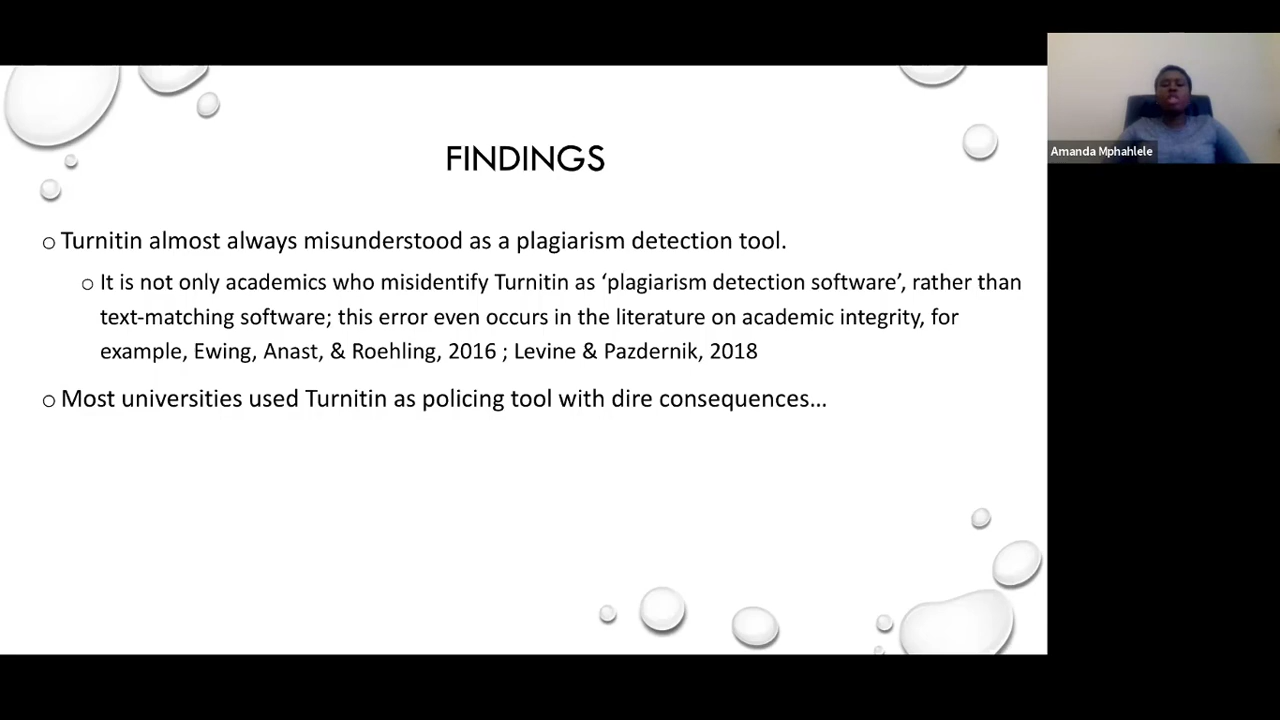 FINDINGS
Turnitin almost always misunderstood as a plagiarism detection tool.
It is not only academics who misidentify Turnitin as ‘plagiarism detection software’, rather than
text-matching software; this error even occurs in the literature on academic integrity, for
example, Ewing, Anast, & Roehling, 2016 ; Levine & Pazdernik, 2018
Most universities used Turnitin as policing tool with dire consequences…
Amanda Mphahlele